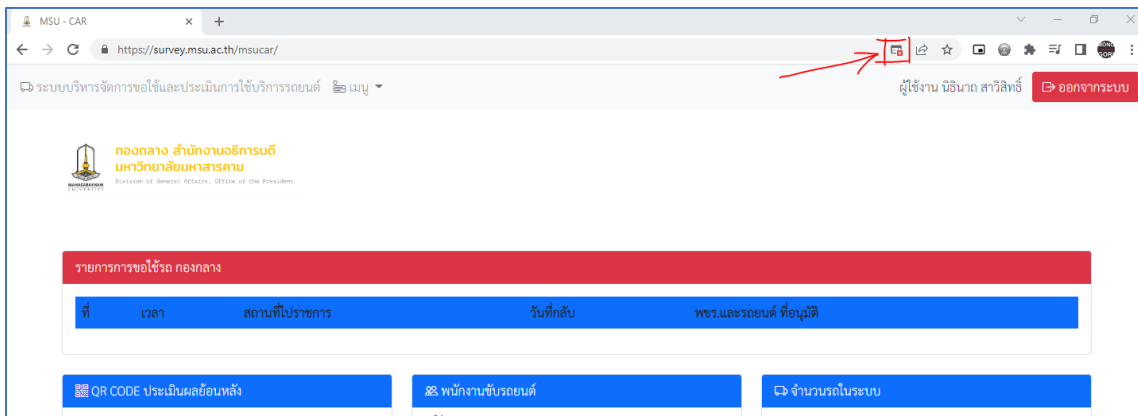 MSU - CAR
https://survey.msu.ac.th/msucar/
ระบบบริหารจัดการขอใช้และประเมินการใช้บริการรถยนต์ เมนู
ผู้ใช้งาน นิธินาถ สาวิสิทธิ์ ออกจากระบบ
กองกลาง สำนักงานอธิการบดี
มหาวิทยาลัยมหาสารคาม
Division of General Affairs, Office of the President
MAHASARAKHAM
UNIVERSITY
รายการการขอใช้รถ กองกลาง
ที่ เวลา สถานที่ไปราชการ วันที่กลับ พขร.และรถยนต์ ที่อนุมัติ
QR CODE ประเมินผลย้อนหลัง พนักงานขับรถยนต์ จำนวนรถในระบบ